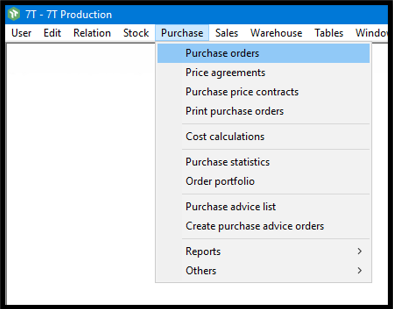 7T - 7T Production
User Edit Relation Stock Purchase Sales Warehouse Tables Window
Purchase orders
Price agreements
Purchase price contracts
Print purchase orders
Cost calculations
Purchase statistics
Order portfolio
Purchase advice list
Create purchase advice orders
Reports
Others